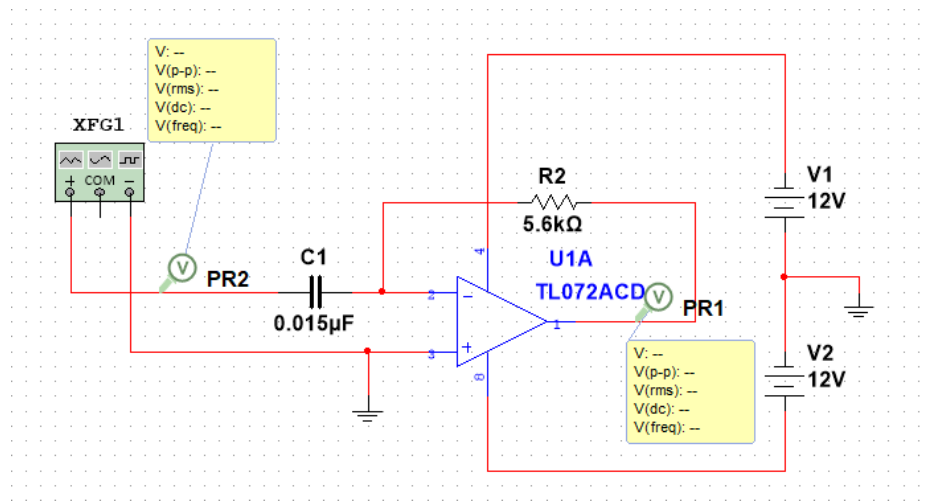 V: --
V(p-p): --
V(rms): --
V(dc): --
V(freq): --
XFG1
+ COM −
R2
5.6kΩ
V1
12V
4
U1A
TL072ACD
C1
0.015µF
PR2
2
−
1
PR1
3
+
8
V2
12V
V: --
V(p-p): --
V(rms): --
V(dc): --
V(freq): --
V
V